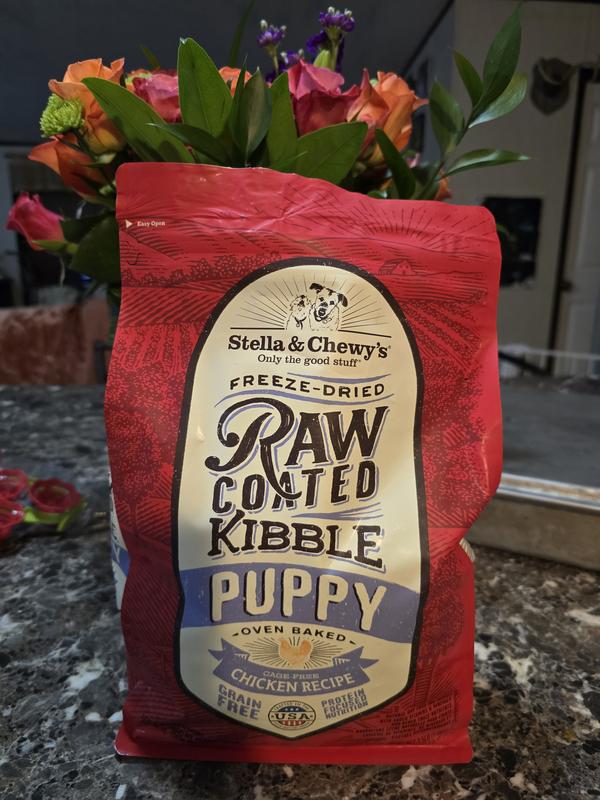 Easy Open
Stella & Chewy's®
Only the good stuff®
FREEZE-DRIED
RAW
COATED
KIBBLE
PUPPY
-OVEN BAKED-
CAGE-FREE
CHICKEN RECIPE
GRAIN
FREE
USA
PROTEIN
FOCUSED
NUTRITION